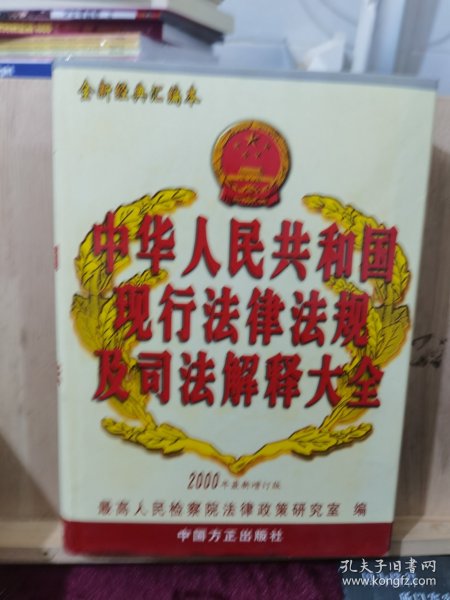 全新经典汇编本
中华人民共和国
现行法律法规
及司法解释大全
2000年最新增订版
最高人民检察院法律政策研究室 编
中国方正出版社
孔夫子旧书网
www.kongfz.com